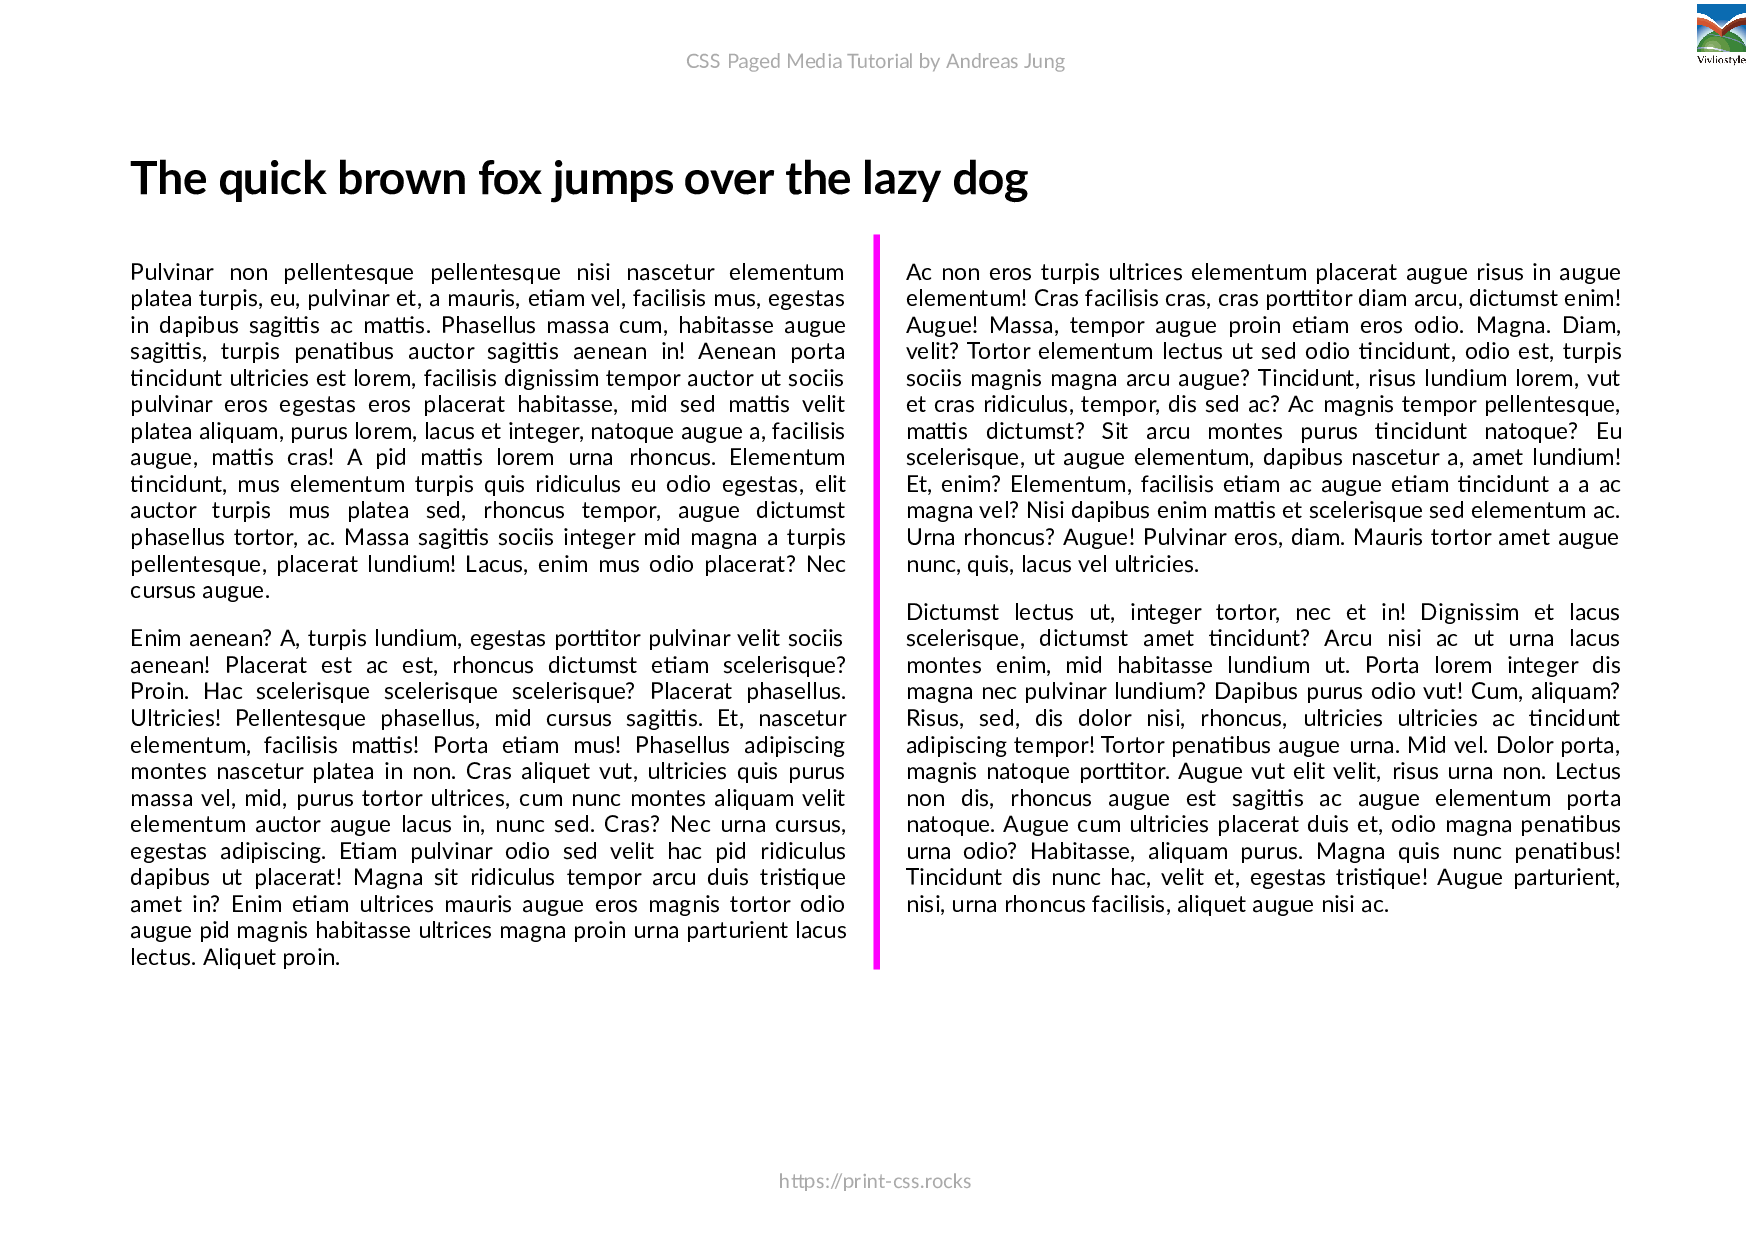 CSS Paged Media Tutorial by Andreas Jung
Vivliostyle
The quick brown fox jumps over the lazy dog
Pulvinar non pellentesque pellentesque nisi nascetur elementum
platea turpis, eu, pulvinar et, a mauris, etiam vel, facilisis mus, egestas
in dapibus sagittis ac mattis. Phasellus massa cum, habitasse augue
sagittis, turpis penatibus auctor sagittis aenean in! Aenean porta
tincidunt ultricies est lorem, facilisis dignissim tempor auctor ut sociis
pulvinar eros egestas eros placerat habitasse, mid sed mattis velit
platea aliquam, purus lorem, lacus et integer, natoque augue a, facilisis
augue, mattis cras! A pid mattis lorem urna rhoncus. Elementum
tincidunt, mus elementum turpis quis ridiculus eu odio egestas, elit
auctor turpis mus platea sed, rhoncus tempor, augue dictumst
phasellus tortor, ac. Massa sagittis sociis integer mid magna a turpis
pellentesque, placerat lundium! Lacus, enim mus odio placerat? Nec
cursus augue.
Enim aenean? A, turpis lundium, egestas porttitor pulvinar velit sociis
aenean! Placerat est ac est, rhoncus dictumst etiam scelerisque?
Proin. Hac scelerisque scelerisque scelerisque? Placerat phasellus.
Ultricies! Pellentesque phasellus, mid cursus sagittis. Et, nascetur
elementum, facilisis mattis! Porta etiam mus! Phasellus adipiscing
montes nascetur platea in non. Cras aliquet vut, ultricies quis purus
massa vel, mid, purus tortor ultrices, cum nunc montes aliquam velit
elementum auctor augue lacus in, nunc sed. Cras? Nec urna cursus,
egestas adipiscing. Etiam pulvinar odio sed velit hac pid ridiculus
dapibus ut placerat! Magna sit ridiculus tempor arcu duis tristique
amet in? Enim etiam ultrices mauris augue eros magnis tortor odio
augue pid magnis habitasse ultrices magna proin urna parturient lacus
lectus. Aliquet proin.
Ac non eros turpis ultrices elementum placerat augue risus in augue
elementum! Cras facilisis cras, cras porttitor diam arcu, dictumst enim!
Augue! Massa, tempor augue proin etiam eros odio. Magna. Diam,
velit? Tortor elementum lectus ut sed odio tincidunt, odio est, turpis
sociis magnis magna arcu augue? Tincidunt, risus lundium lorem, vut
et cras ridiculus, tempor, dis sed ac? Ac magnis tempor pellentesque,
mattis dictumst? Sit arcu montes purus tincidunt natoque? Eu
scelerisque, ut augue elementum, dapibus nascetur a, amet lundium!
Et, enim? Elementum, facilisis etiam ac augue etiam tincidunt a a ac
magna vel? Nisi dapibus enim mattis et scelerisque sed elementum ac.
Urna rhoncus? Augue! Pulvinar eros, diam. Mauris tortor amet augue
nunc, quis, lacus vel ultricies.
Dictumst lectus ut, integer tortor, nec et in! Dignissim et lacus
scelerisque, dictumst amet tincidunt? Arcu nisi ac ut urna lacus
montes enim, mid habitasse lundium ut. Porta lorem integer dis
magna nec pulvinar lundium? Dapibus purus odio vut! Cum, aliquam?
Risus, sed, dis dolor nisi, rhoncus, ultricies ultricies ac tincidunt
adipiscing tempor! Tortor penatibus augue urna. Mid vel. Dolor porta,
magnis natoque porttitor. Augue vut elit velit, risus urna non. Lectus
non dis, rhoncus augue est sagittis ac augue elementum porta
natoque. Augue cum ultricies placerat duis et, odio magna penatibus
urna odio? Habitasse, aliquam purus. Magna quis nunc penatibus!
Tincidunt dis nunc hac, velit et, egestas tristique! Augue parturient,
nisi, urna rhoncus facilisis, aliquet augue nisi ac.
https://print-css.rocks